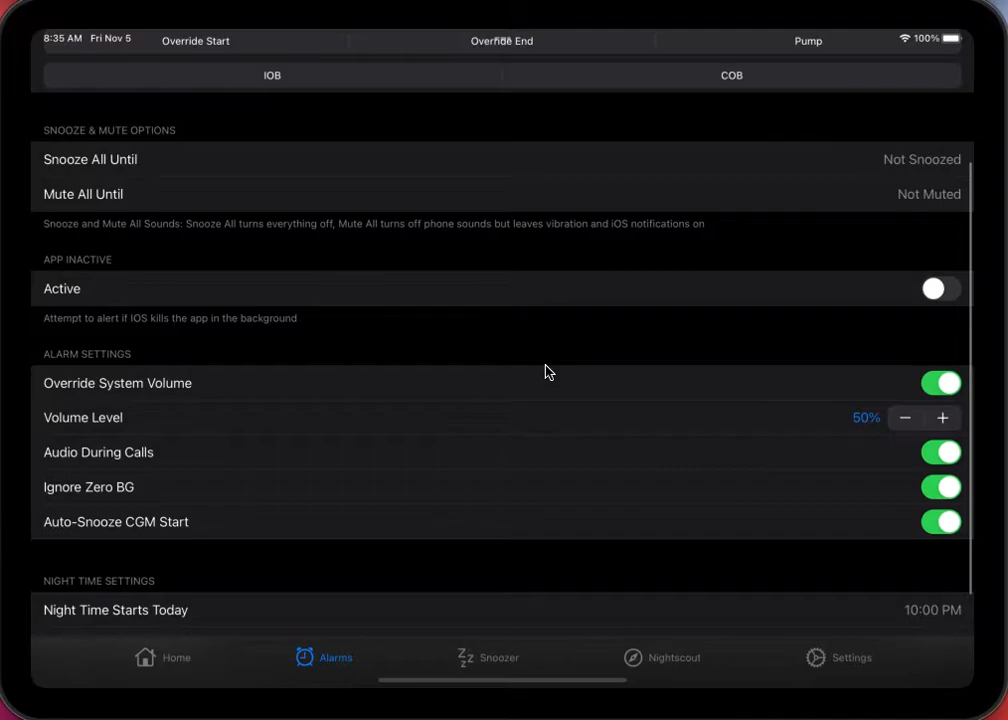 8:35 AM Fri Nov 5 100%
Override Start Override End Pump
IOB COB
SNOOZE & MUTE OPTIONS
Snooze All Until Not Snoozed
Mute All Until Not Muted
Snooze and Mute All Sounds: Snooze All turns everything off, Mute All turns off phone sounds but leaves vibration and iOS notifications on
APP INACTIVE
Active
Attempt to alert if IOS kills the app in the background
ALARM SETTINGS
Override System Volume
Volume Level 50% − +
Audio During Calls
Ignore Zero BG
Auto-Snooze CGM Start
NIGHT TIME SETTINGS
Night Time Starts Today 10:00 PM
Home Alarms Zzz Snoozer Nightscout Settings